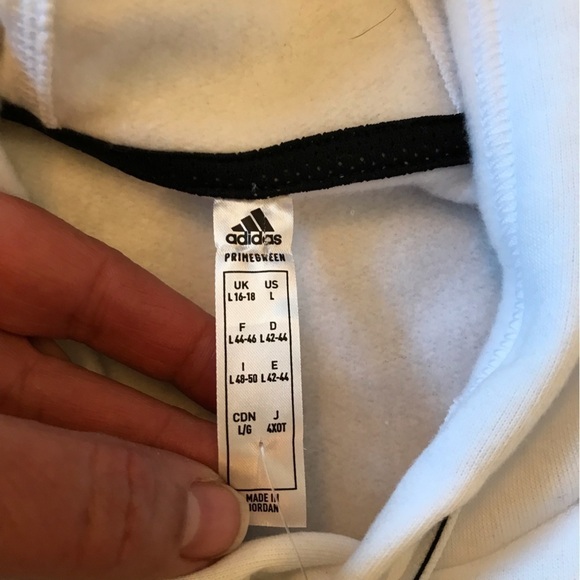 adidas
PRIMEGREEN
UK US
L 16-18 L
F D
L 44-46 L 42-44
I E
L 48-50 L 42-44
CDN J
L/G 4XOT
MADE IN
JORDAN